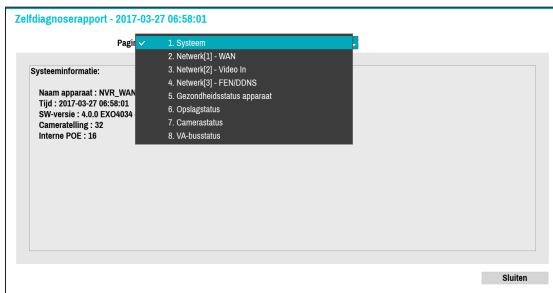 Zelfdiagnoserapport - 2017-03-27 06:58:01
Pagin
✓ 1. Systeem
2. Netwerk[1] - WAN
3. Netwerk[2] - Video In
4. Netwerk[3] - FEN/DDNS
5. Gezondheidsstatus apparaat
6. Opslagstatus
7. Camerastatus
8. VA-busstatus
Systeeminformatie:
Naam apparaat : NVR_WAN
Tijd : 2017-03-27 06:58:01
SW-versie : 4.0.0 EXO4034
Cameratelling : 32
Interne POE : 16
Sluiten